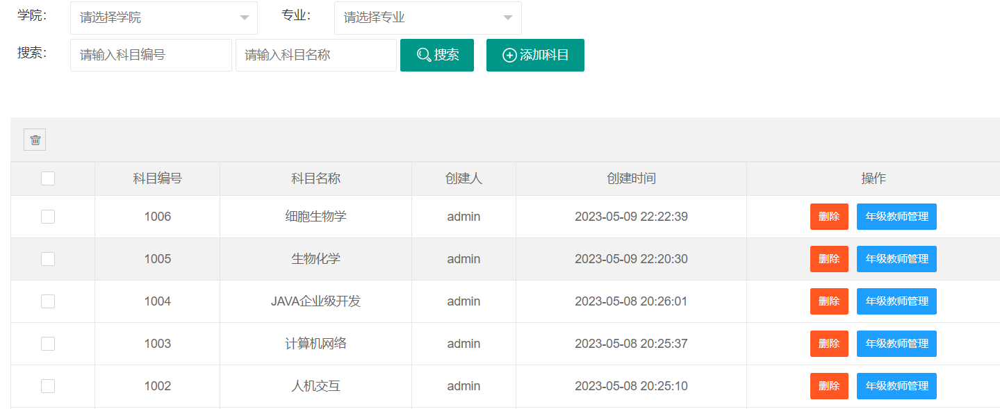 学院： 请选择学院 专业： 请选择专业
搜索： 请输入科目编号 请输入科目名称 搜索 添加科目
科目编号 科目名称 创建人 创建时间 操作
1006 细胞生物学 admin 2023-05-09 22:22:39 删除 年级教师管理
1005 生物化学 admin 2023-05-09 22:20:30 删除 年级教师管理
1004 JAVA企业级开发 admin 2023-05-08 20:26:01 删除 年级教师管理
1003 计算机网络 admin 2023-05-08 20:25:37 删除 年级教师管理
1002 人机交互 admin 2023-05-08 20:25:10 删除 年级教师管理